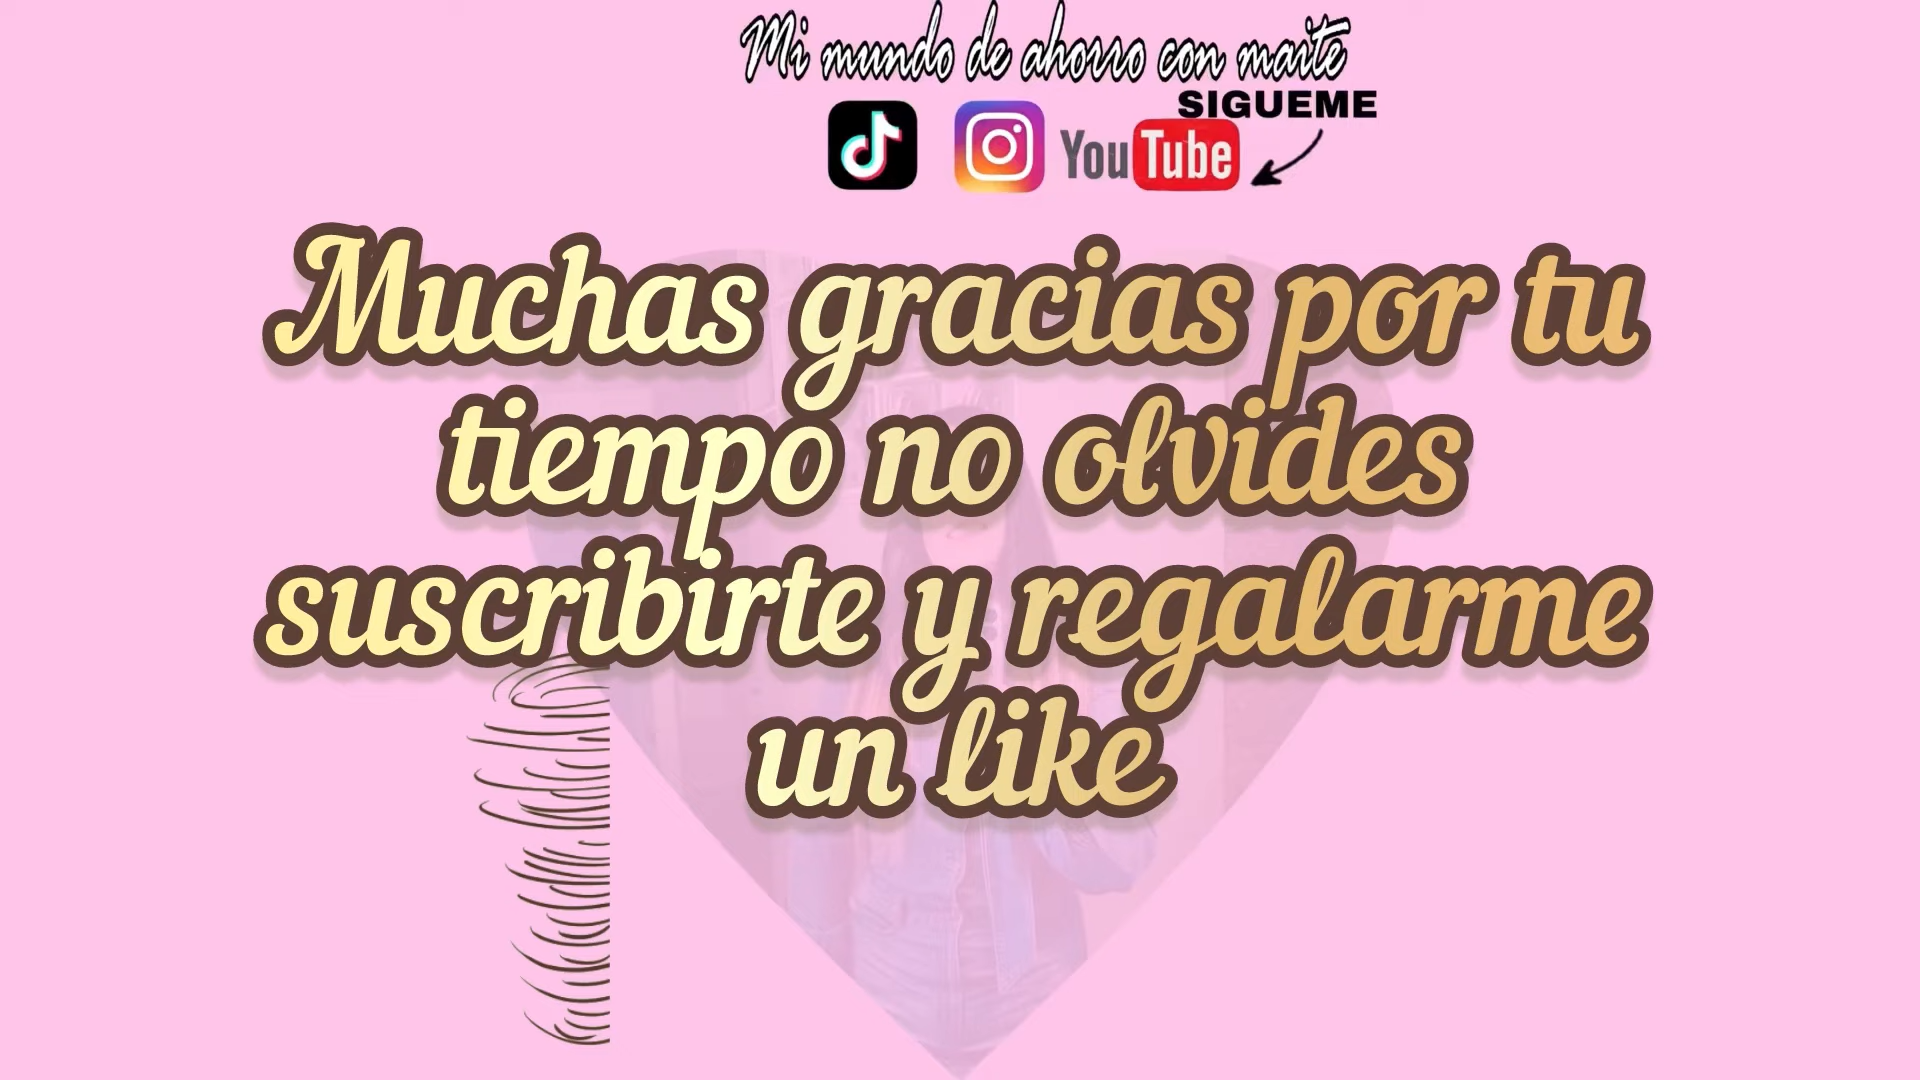 Mi mundo de ahorro con maite
SIGUEME
YouTube
Muchas gracias por tu
tiempo no olvides
suscribirte y regalarme
un like